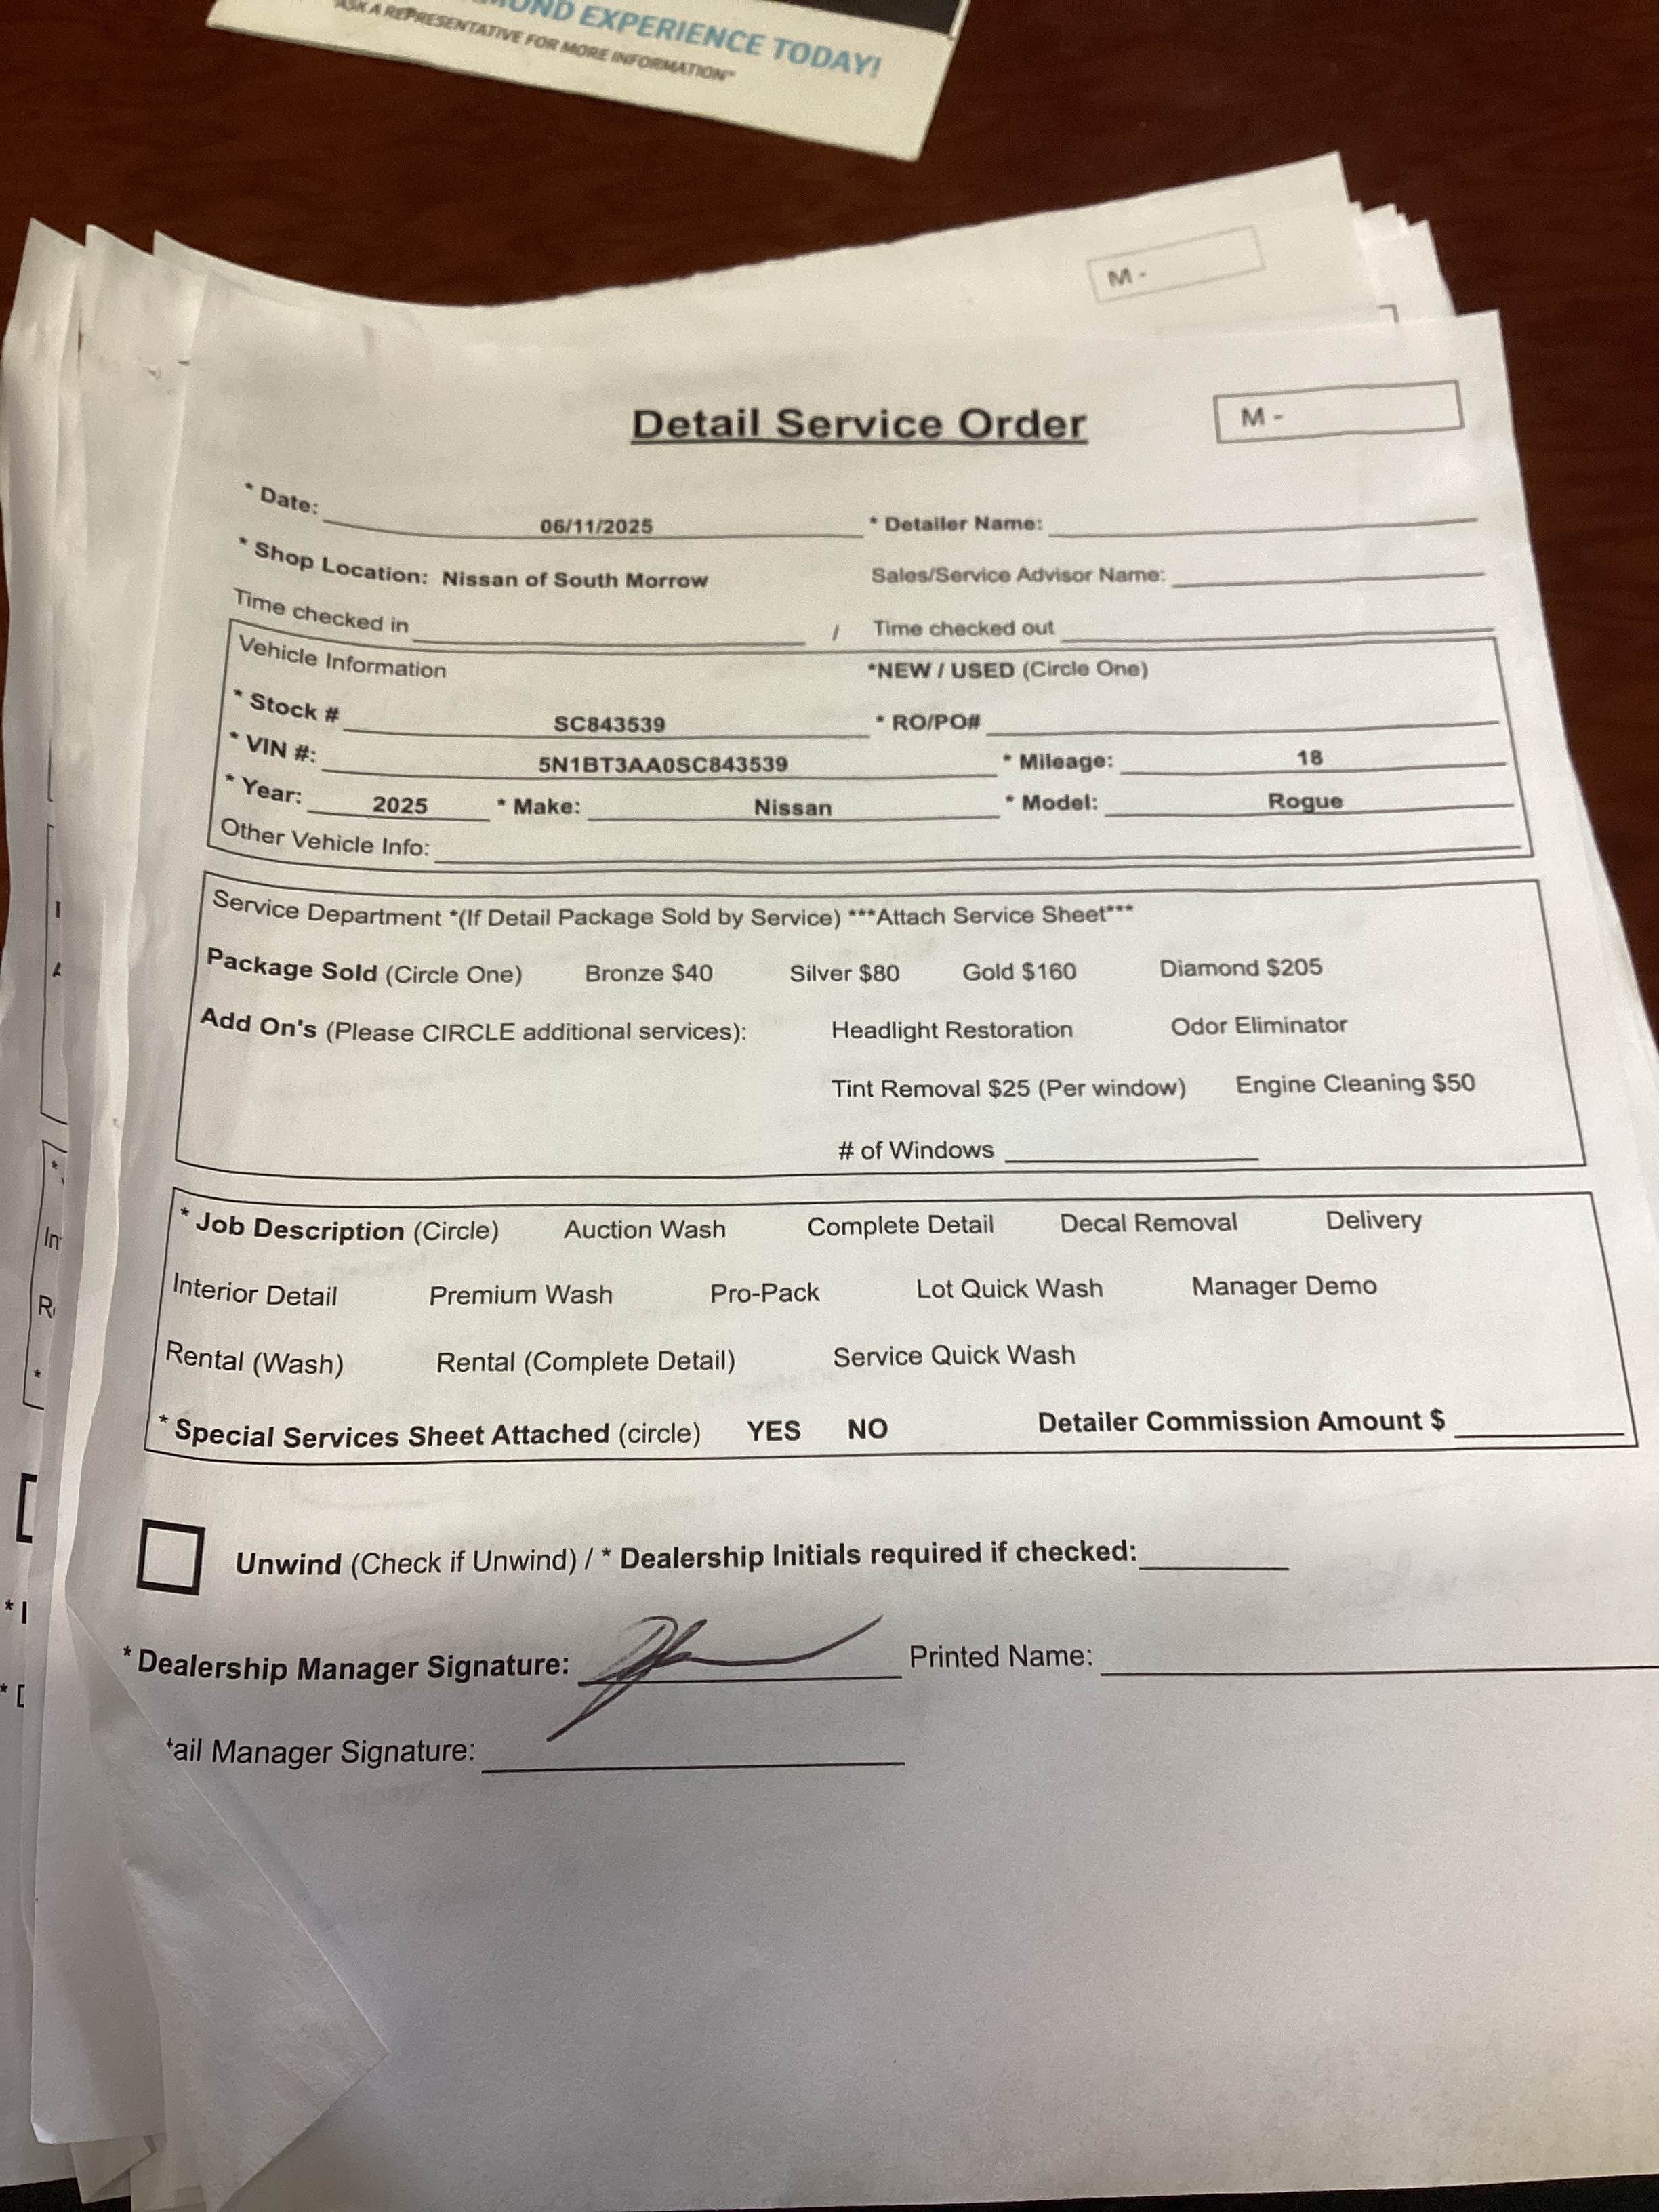 OND EXPERIENCE TODAY!
"ASK A REPRESENTATIVE FOR MORE INFORMATION"
M -
M -
Detail Service Order
* Date: 06/11/2025 * Detailer Name:
* Shop Location: Nissan of South Morrow Sales/Service Advisor Name:
Time checked in / Time checked out
Vehicle Information *NEW / USED (Circle One)
* Stock # SC843539 * RO/PO#
* VIN #: 5N1BT3AA0SC843539 * Mileage: 18
* Year: 2025 * Make: Nissan * Model: Rogue
Other Vehicle Info:
Service Department *(If Detail Package Sold by Service) ***Attach Service Sheet***
Package Sold (Circle One) Bronze $40 Silver $80 Gold $160 Diamond $205
Add On's (Please CIRCLE additional services): Headlight Restoration Odor Eliminator
Tint Removal $25 (Per window) Engine Cleaning $50
# of Windows
* Job Description (Circle) Auction Wash Complete Detail Decal Removal Delivery
Interior Detail Premium Wash Pro-Pack Lot Quick Wash Manager Demo
Rental (Wash) Rental (Complete Detail) Service Quick Wash
* Special Services Sheet Attached (circle) YES NO Detailer Commission Amount $
Unwind (Check if Unwind) / * Dealership Initials required if checked:
* Dealership Manager Signature: Printed Name:
ail Manager Signature: